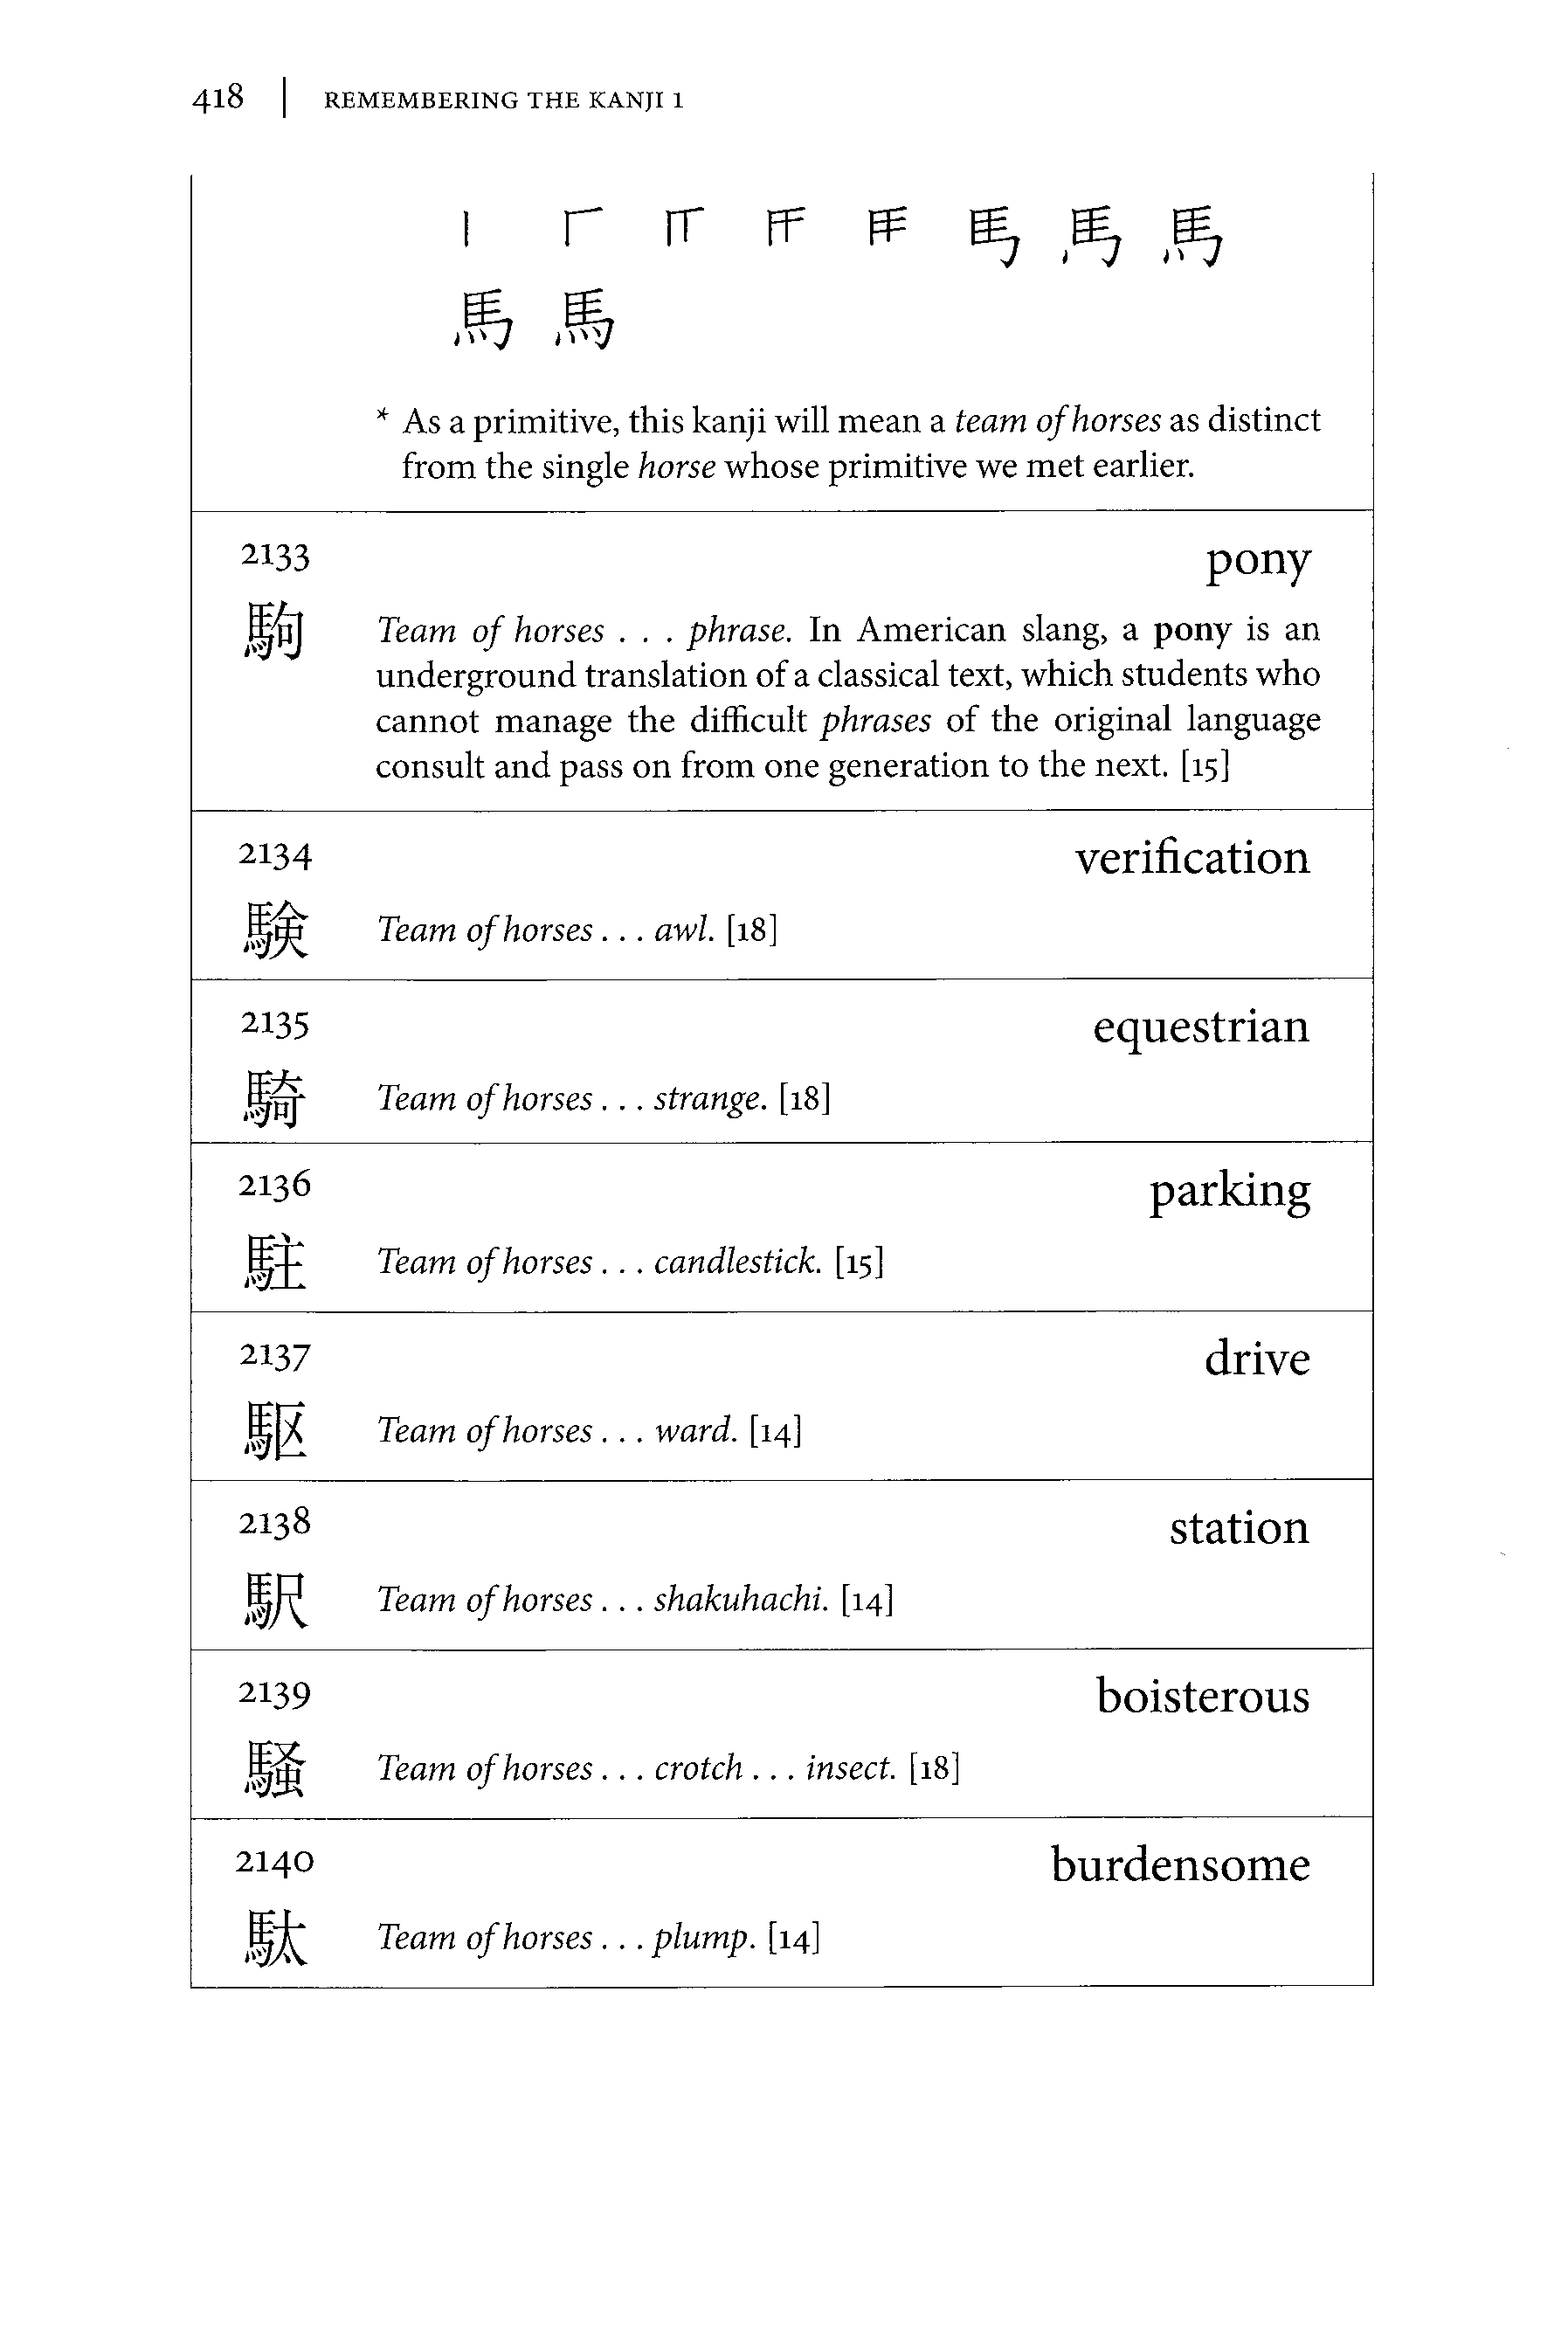 418 | REMEMBERING THE KANJI 1
馬 馬
* As a primitive, this kanji will mean a team of horses as distinct
from the single horse whose primitive we met earlier.
2133 pony
駒 Team of horses . . . phrase. In American slang, a pony is an
underground translation of a classical text, which students who
cannot manage the difficult phrases of the original language
consult and pass on from one generation to the next. [15]
2134 verification
験 Team of horses . . . awl. [18]
2135 equestrian
騎 Team of horses . . . strange. [18]
2136 parking
駐 Team of horses . . . candlestick. [15]
2137 drive
駆 Team of horses . . . ward. [14]
2138 station
駅 Team of horses . . . shakuhachi. [14]
2139 boisterous
騒 Team of horses . . . crotch . . . insect. [18]
2140 burdensome
駄 Team of horses . . . plump. [14]